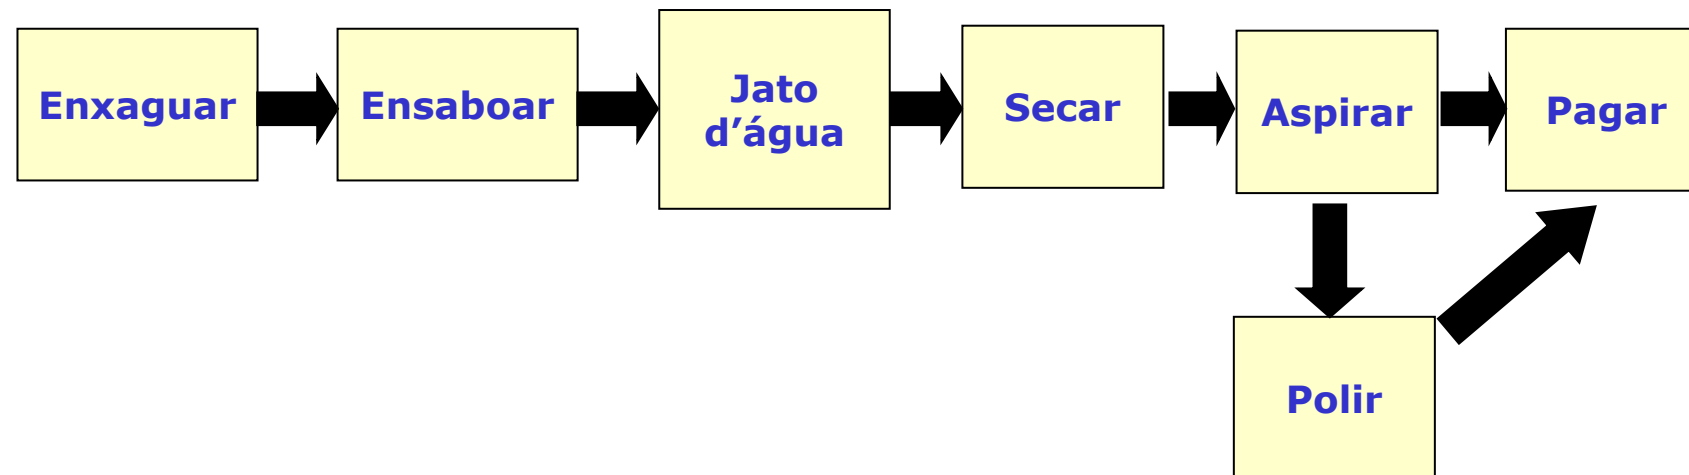 Enxaguar
Ensaboar
Jato
d’água
Secar
Aspirar
Pagar
Polir